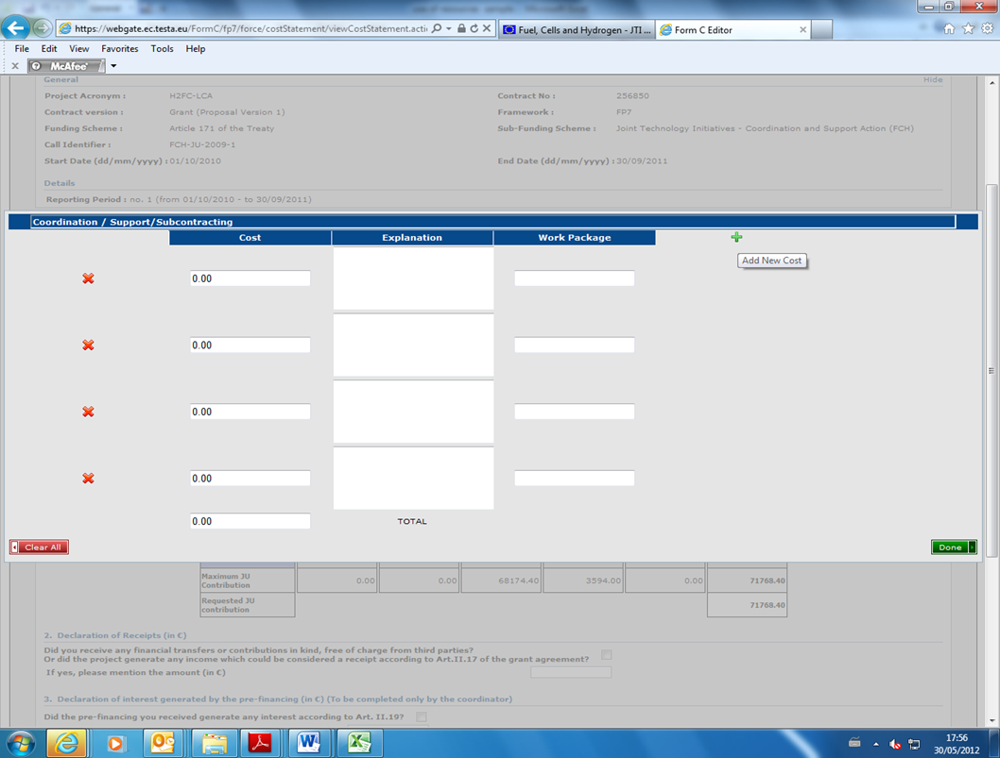 https://webgate.ec.testa.eu/FormC/fp7/force/costStatement/viewCostStatement.acti
Fuel, Cells and Hydrogen - JTI ...
Form C Editor
File Edit View Favorites Tools Help
McAfee
General Hide
Project Acronym : H2FC-LCA Contract No : 256850
Contract version : Grant (Proposal Version 1) Framework : FP7
Funding Scheme : Article 171 of the Treaty Sub-Funding Scheme : Joint Technology Initiatives - Coordination and Support Action (FCH)
Call Identifier : FCH-JU-2009-1
Start Date (dd/mm/yyyy) : 01/10/2010 End Date (dd/mm/yyyy) : 30/09/2011
Details
Reporting Period : no. 1 (from 01/10/2010 - to 30/09/2011)
Coordination / Support/Subcontracting
Cost Explanation Work Package
Add New Cost
0.00
0.00
0.00
0.00
0.00 TOTAL
Clear All Done
Maximum JU Contribution 0.00 0.00 68174.40 3594.00 0.00 71768.40
Requested JU contribution 71768.40
2. Declaration of Receipts (in €)
Did you receive any financial transfers or contributions in kind, free of charge from third parties?
Or did the project generate any income which could be considered a receipt according to Art.II.17 of the grant agreement?
If yes, please mention the amount (in €)
3. Declaration of interest generated by the pre-financing (in €) (To be completed only by the coordinator)
Did the pre-financing you received generate any interest according to Art. II.19?
17:56
30/05/2012